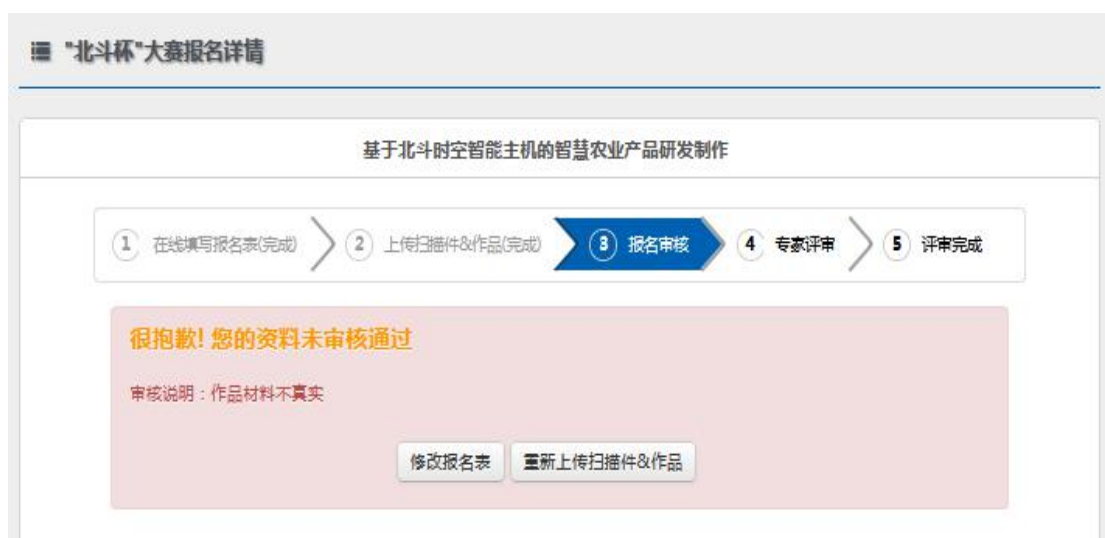 "北斗杯"大赛报名详情
基于北斗时空智能主机的智慧农业产品研发制作
1 在线填写报名表(完成) 2 上传扫描件&作品(完成) 3 报名审核 4 专家评审 5 评审完成
很抱歉! 您的资料未审核通过
审核说明：作品材料不真实
修改报名表 重新上传扫描件&作品